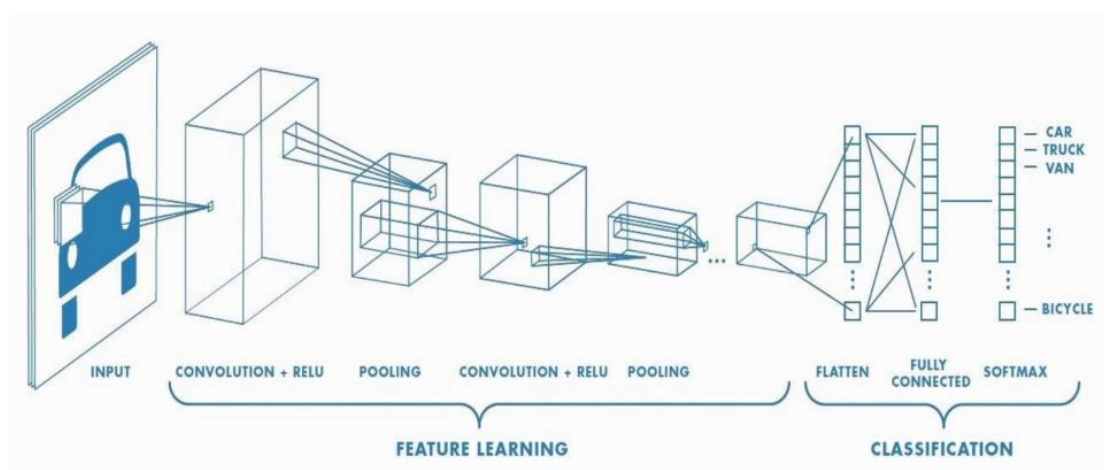 CAR
TRUCK
VAN
BICYCLE
INPUT
CONVOLUTION + RELU
POOLING
CONVOLUTION + RELU
POOLING
FLATTEN
FULLY
CONNECTED
SOFTMAX
FEATURE LEARNING
CLASSIFICATION